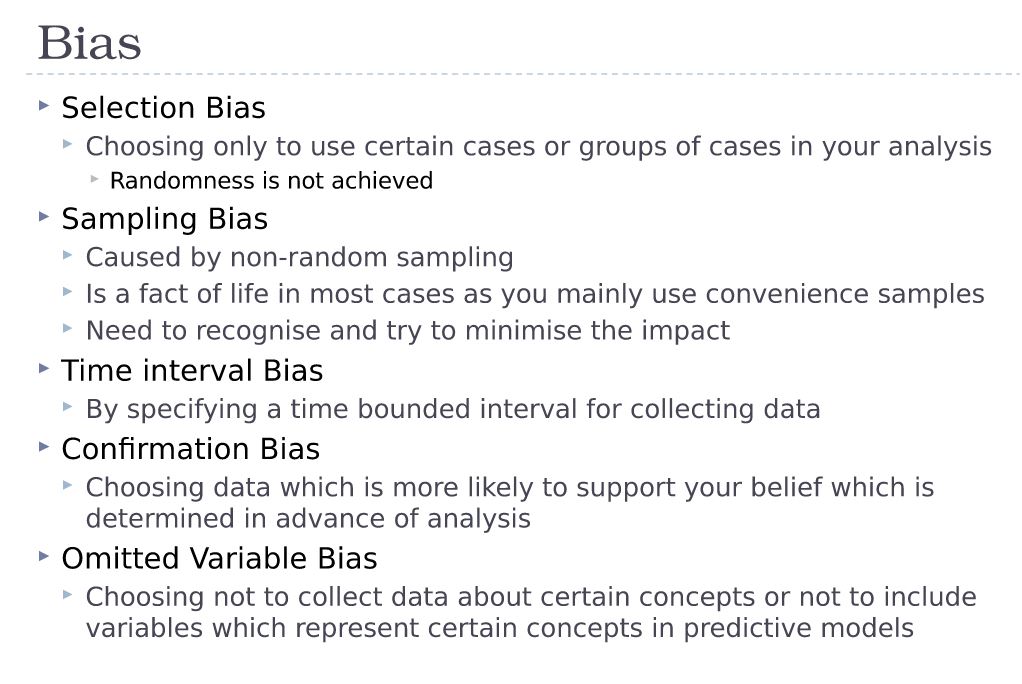 Bias
Selection Bias
Choosing only to use certain cases or groups of cases in your analysis
Randomness is not achieved
Sampling Bias
Caused by non-random sampling
Is a fact of life in most cases as you mainly use convenience samples
Need to recognise and try to minimise the impact
Time interval Bias
By specifying a time bounded interval for collecting data
Confirmation Bias
Choosing data which is more likely to support your belief which is
determined in advance of analysis
Omitted Variable Bias
Choosing not to collect data about certain concepts or not to include
variables which represent certain concepts in predictive models